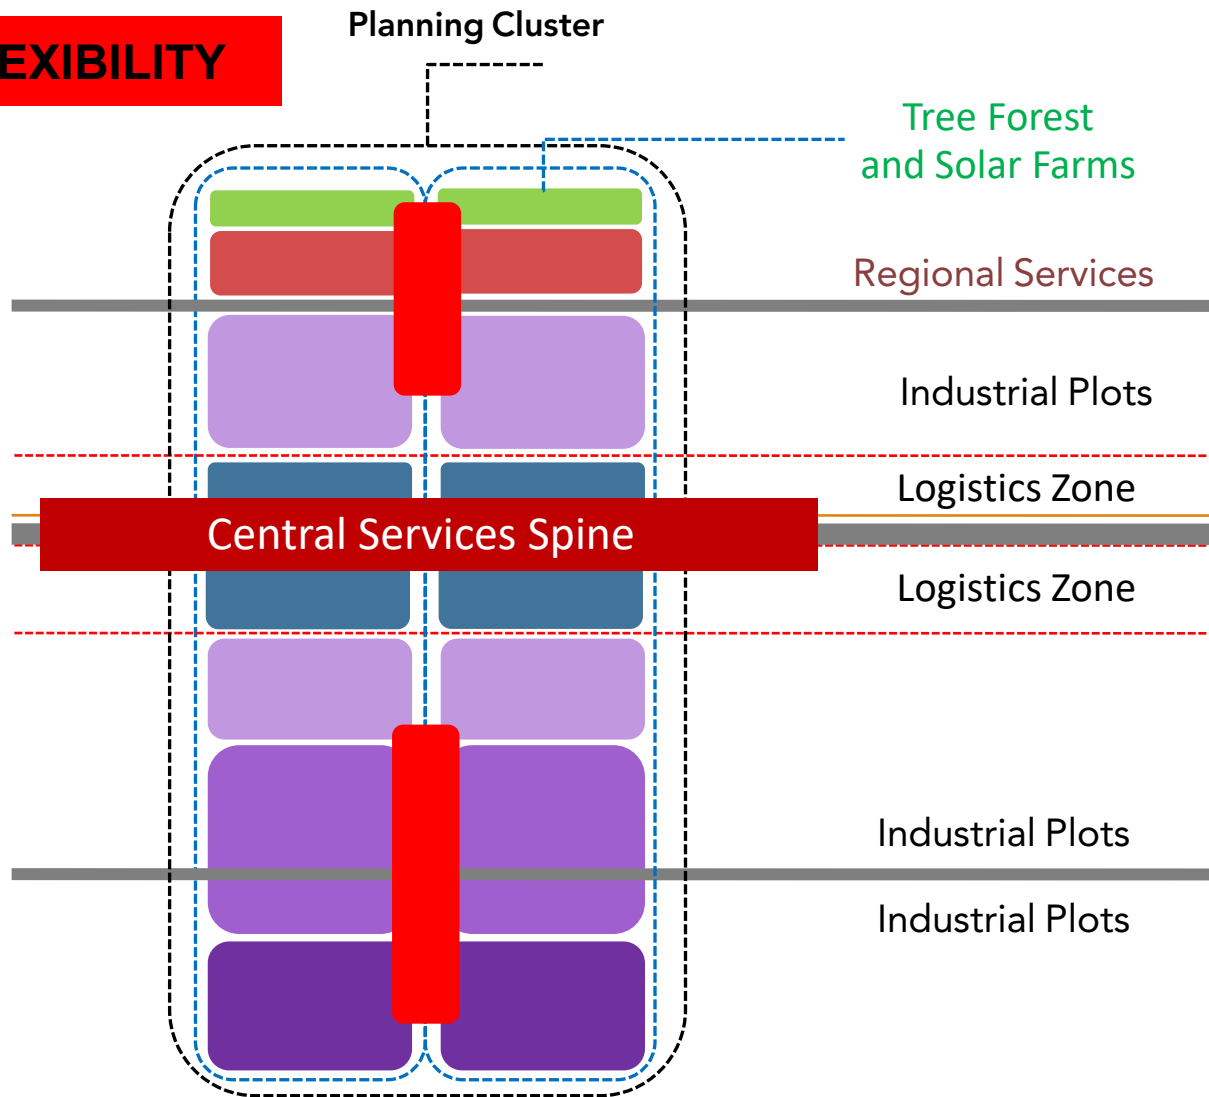 Planning Cluster
EXIBILITY
Tree Forest
and Solar Farms
Regional Services
Industrial Plots
Logistics Zone
Central Services Spine
Logistics Zone
Industrial Plots
Industrial Plots